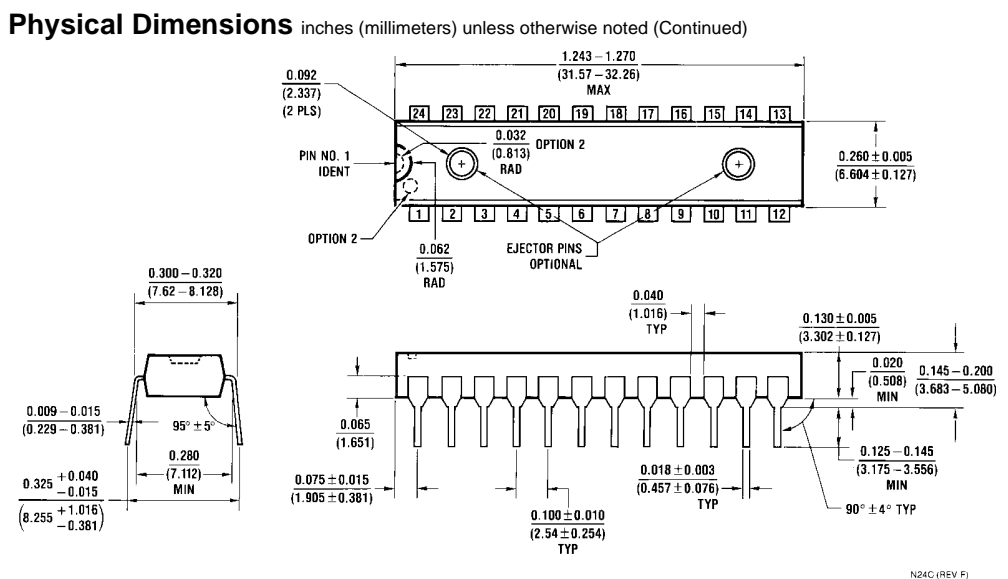 Physical Dimensions inches (millimeters) unless otherwise noted (Continued)
1.243 – 1.270
(31.57 – 32.26)
MAX
0.092
(2.337)
(2 PLS)
24 23 22 21 20 19 18 17 16 15 14 13
0.032
(0.813)
RAD
OPTION 2
PIN NO. 1
IDENT
0.260 ± 0.005
(6.604 ± 0.127)
1 2 3 4 5 6 7 8 9 10 11 12
OPTION 2
0.062
(1.575)
RAD
EJECTOR PINS
OPTIONAL
0.300 – 0.320
(7.62 – 8.128)
0.040
(1.016)
TYP
0.130 ± 0.005
(3.302 ± 0.127)
0.020
(0.508)
MIN
0.145 – 0.200
(3.683 – 5.080)
0.009 – 0.015
(0.229 – 0.381)
95° ± 5°
0.065
(1.651)
0.280
(7.112)
MIN
0.125 – 0.145
(3.175 – 3.556)
MIN
0.325 +0.040 −0.015
(8.255 +1.016 −0.381)
0.075 ± 0.015
(1.905 ± 0.381)
0.018 ± 0.003
(0.457 ± 0.076)
TYP
0.100 ± 0.010
(2.54 ± 0.254)
TYP
90° ± 4° TYP
N24C (REV F)